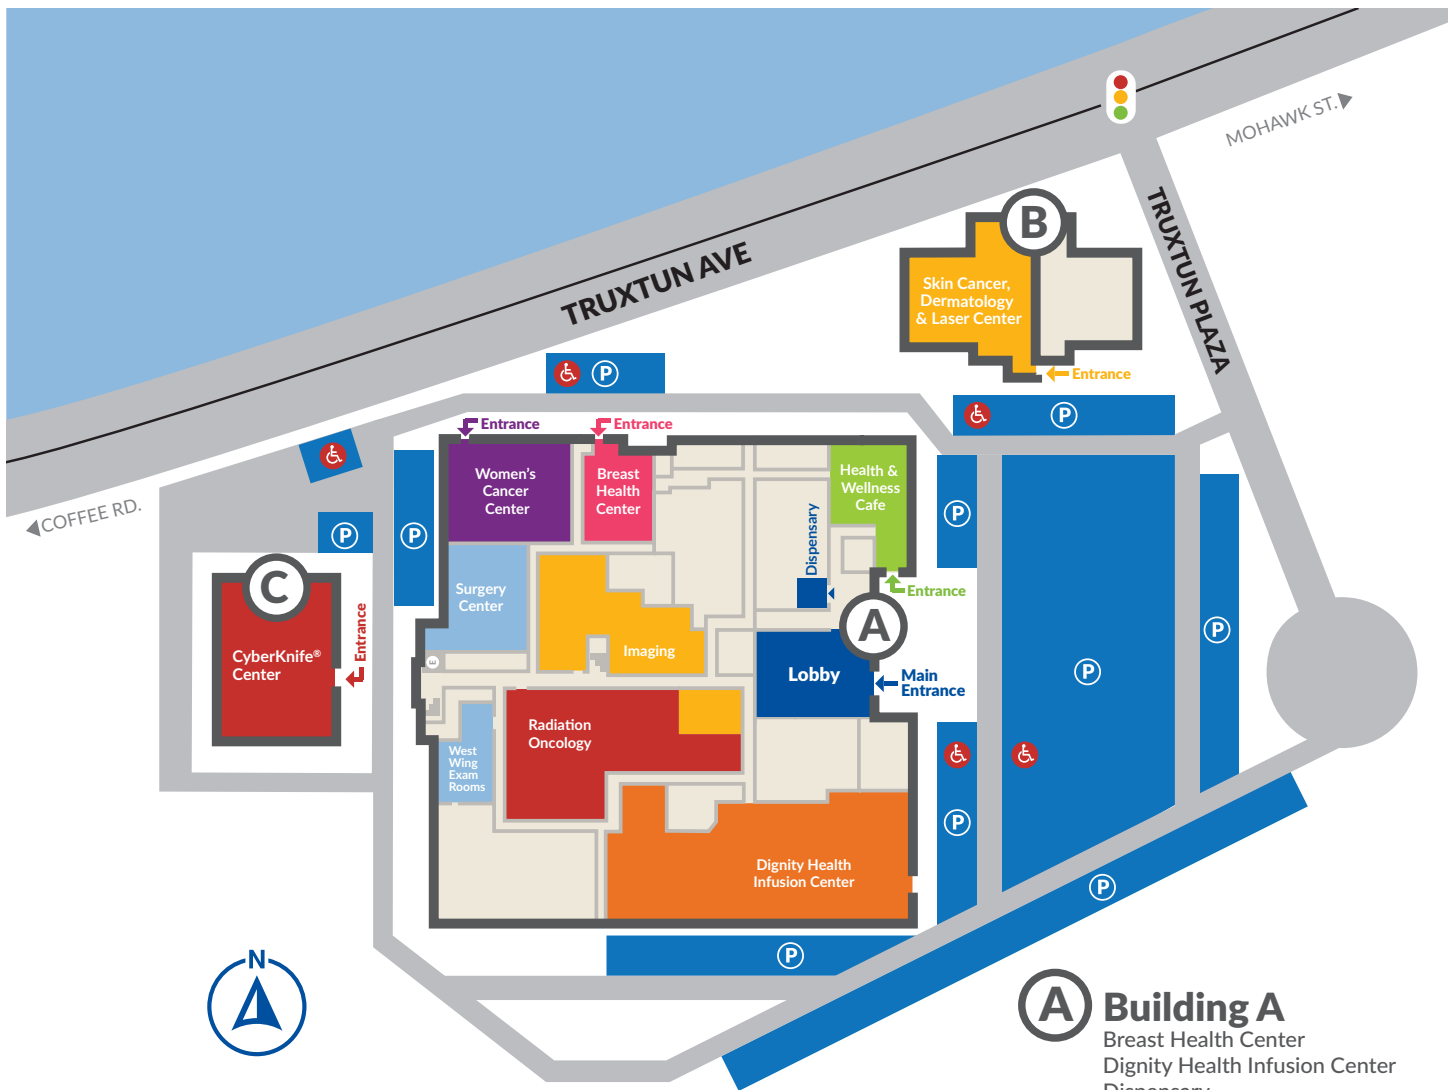 MOHAWK ST.
TRUXTUN AVE
TRUXTUN PLAZA
B
Skin Cancer,
Dermatology
& Laser Center
Entrance
P
P
P
P
P
P
P
P
P
P
P
COFFEE RD.
Entrance
Entrance
Women's
Cancer
Center
Breast
Health
Center
Health &
Wellness
Cafe
Dispensary
Entrance
Surgery
Center
Imaging
E
A
Lobby
Main
Entrance
C
CyberKnife®
Center
Entrance
Radiation
Oncology
West
Wing
Exam
Rooms
Dignity Health
Infusion Center
N
A
Building A
Breast Health Center
Dignity Health Infusion Center
Dispensary